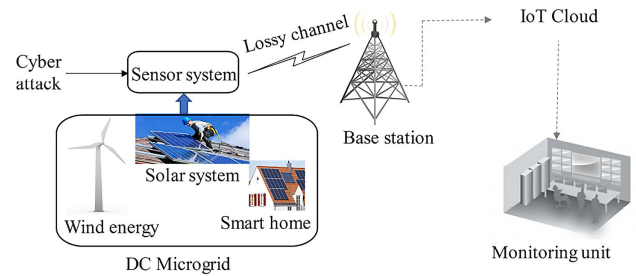 IoT Cloud
Lossy channel
Cyber
attack
Sensor system
Base station
Solar system
Wind energy
Smart home
DC Microgrid
Monitoring unit